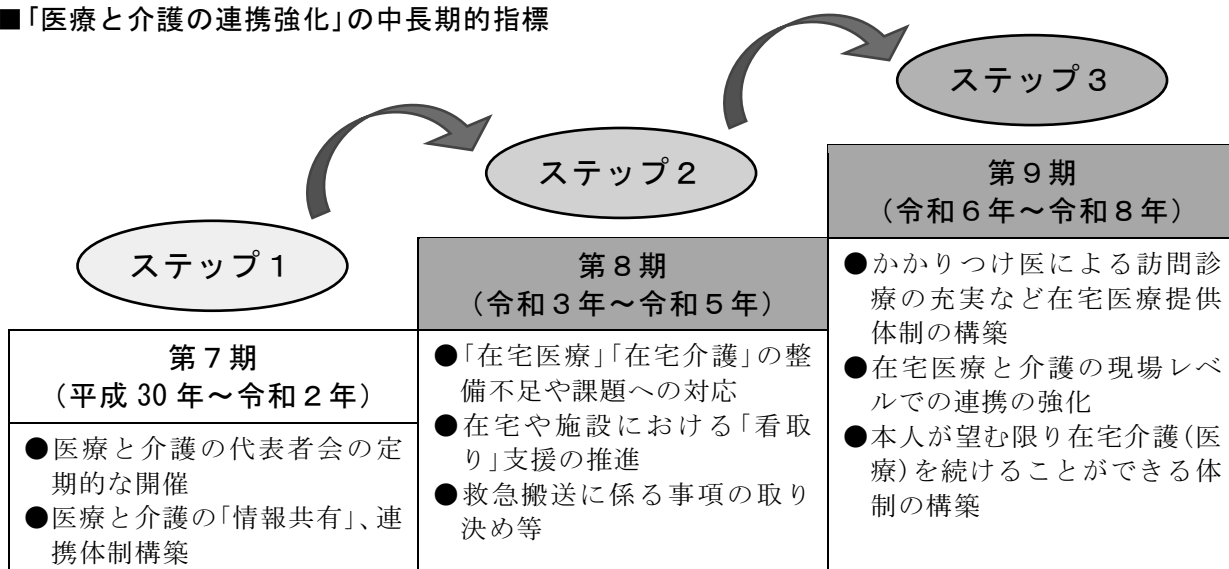 ■「医療と介護の連携強化」の中長期的指標
ステップ１
第７期
（平成 30 年～令和２年）
●医療と介護の代表者会の定
期的な開催
●医療と介護の「情報共有」、連
携体制構築
ステップ２
第８期
（令和３年～令和５年）
●「在宅医療」「在宅介護」の整
備不足や課題への対応
●在宅や施設における「看取
り」支援の推進
●救急搬送に係る事項の取り
決め等
ステップ３
第９期
（令和６年～令和８年）
●かかりつけ医による訪問診
療の充実など在宅医療提供
体制の構築
●在宅医療と介護の現場レベ
ルでの連携の強化
●本人が望む限り在宅介護（医
療）を続けることができる体
制の構築